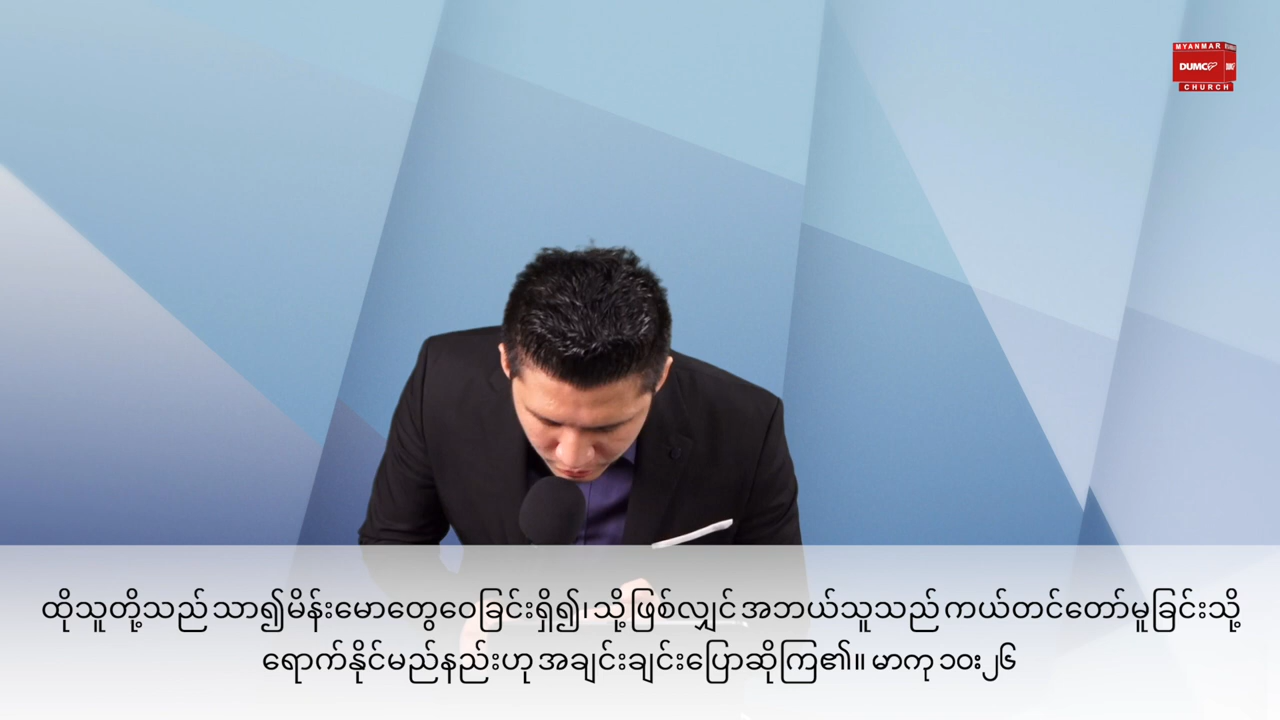 MYANMAR
DUMC
CHURCH
ထိုသူတို့သည် သာ၍မိန်းမောတွေဝေခြင်းရှိ၍၊ သို့ဖြစ်လျှင် အဘယ်သူသည် ကယ်တင်တော်မူခြင်းသို့
ရောက်နိုင်မည်နည်းဟု အချင်းချင်းပြောဆိုကြ၏။ မာကု ၁၀း၂၆